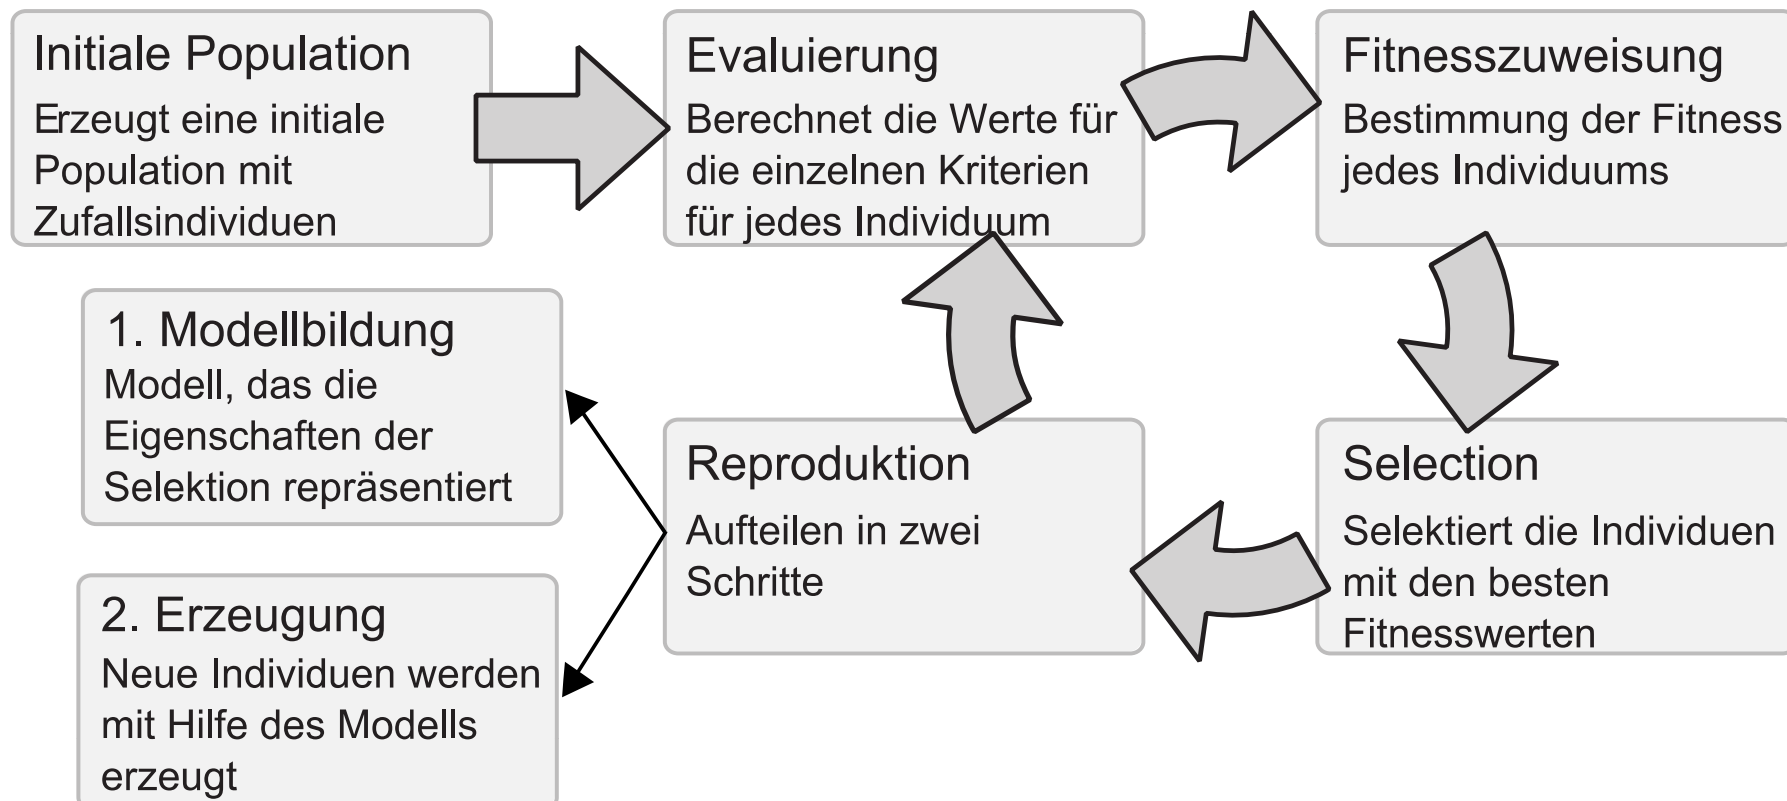 Initiale Population
Erzeugt eine initiale
Population mit
Zufallsindividuen
Evaluierung
Berechnet die Werte für
die einzelnen Kriterien
für jedes Individuum
Fitnesszuweisung
Bestimmung der Fitness
jedes Individuums
1. Modellbildung
Modell, das die
Eigenschaften der
Selektion repräsentiert
Reproduktion
Aufteilen in zwei
Schritte
Selection
Selektiert die Individuen
mit den besten
Fitnesswerten
2. Erzeugung
Neue Individuen werden
mit Hilfe des Modells
erzeugt